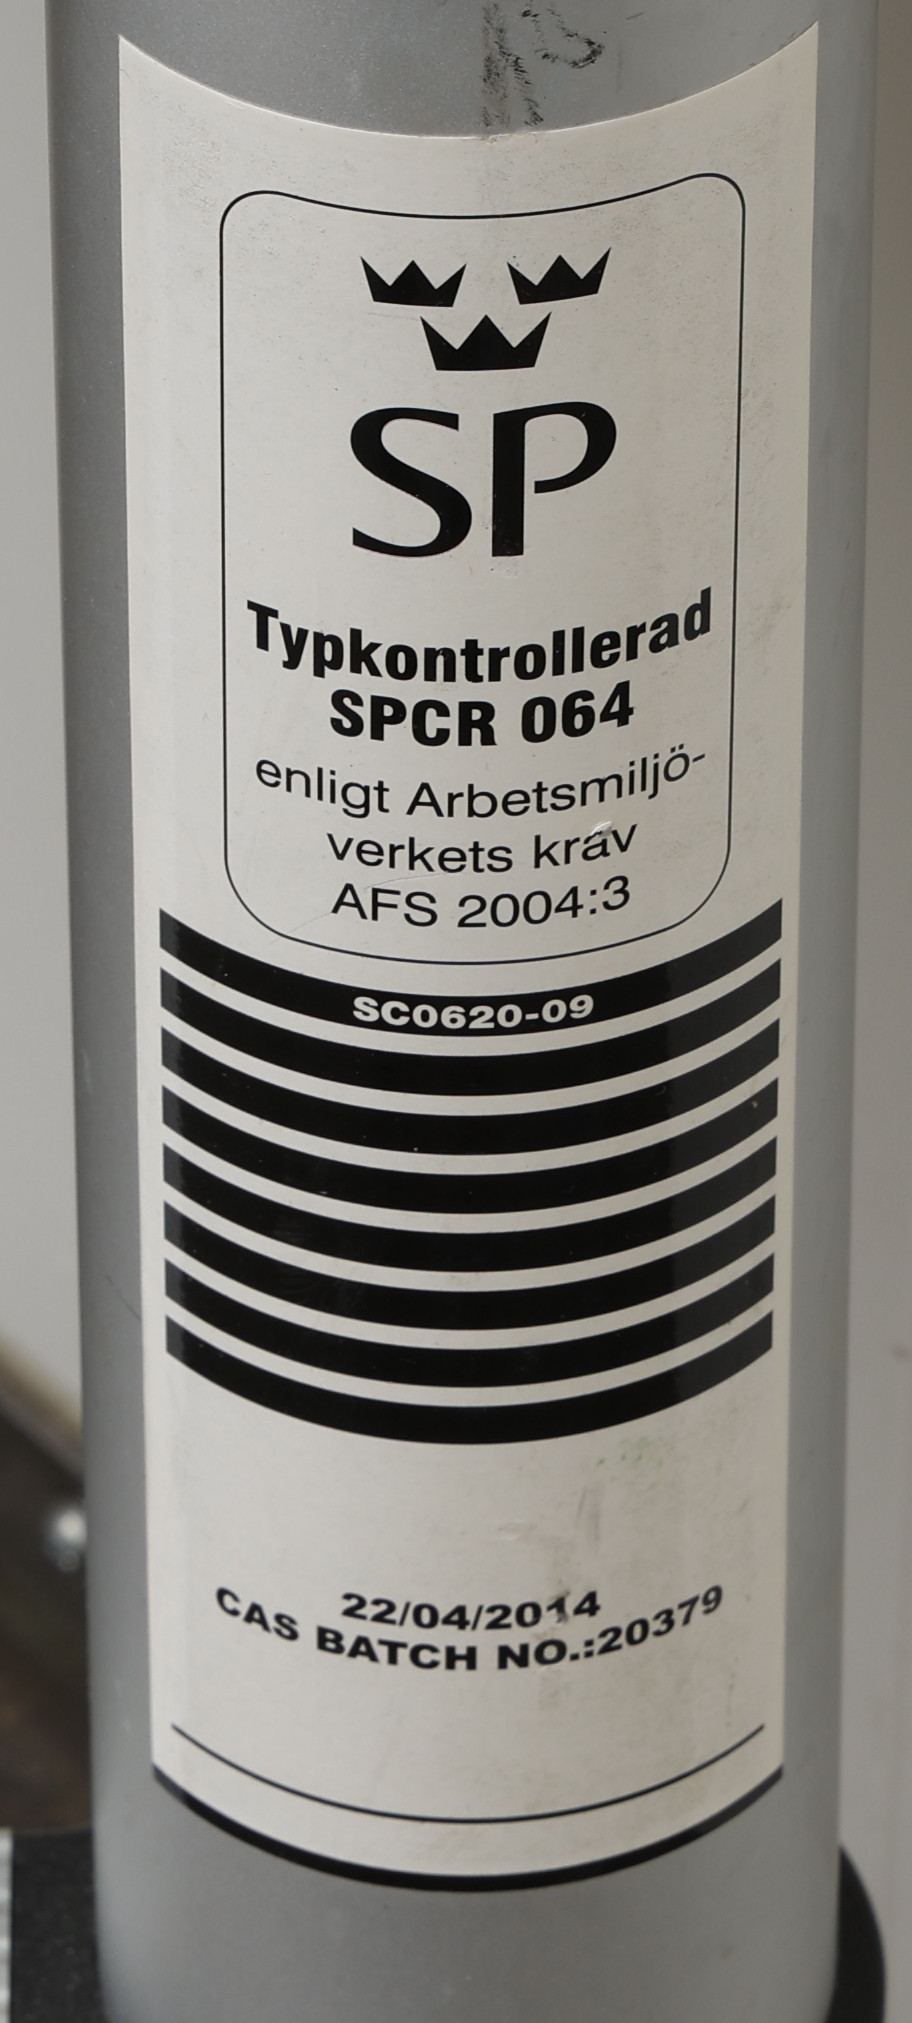 SP
Typkontrollerad
SPCR 064
enligt Arbetsmiljö-
verkets krav
AFS 2004:3
SC0620-09
22/04/2014
CAS BATCH NO.:20379